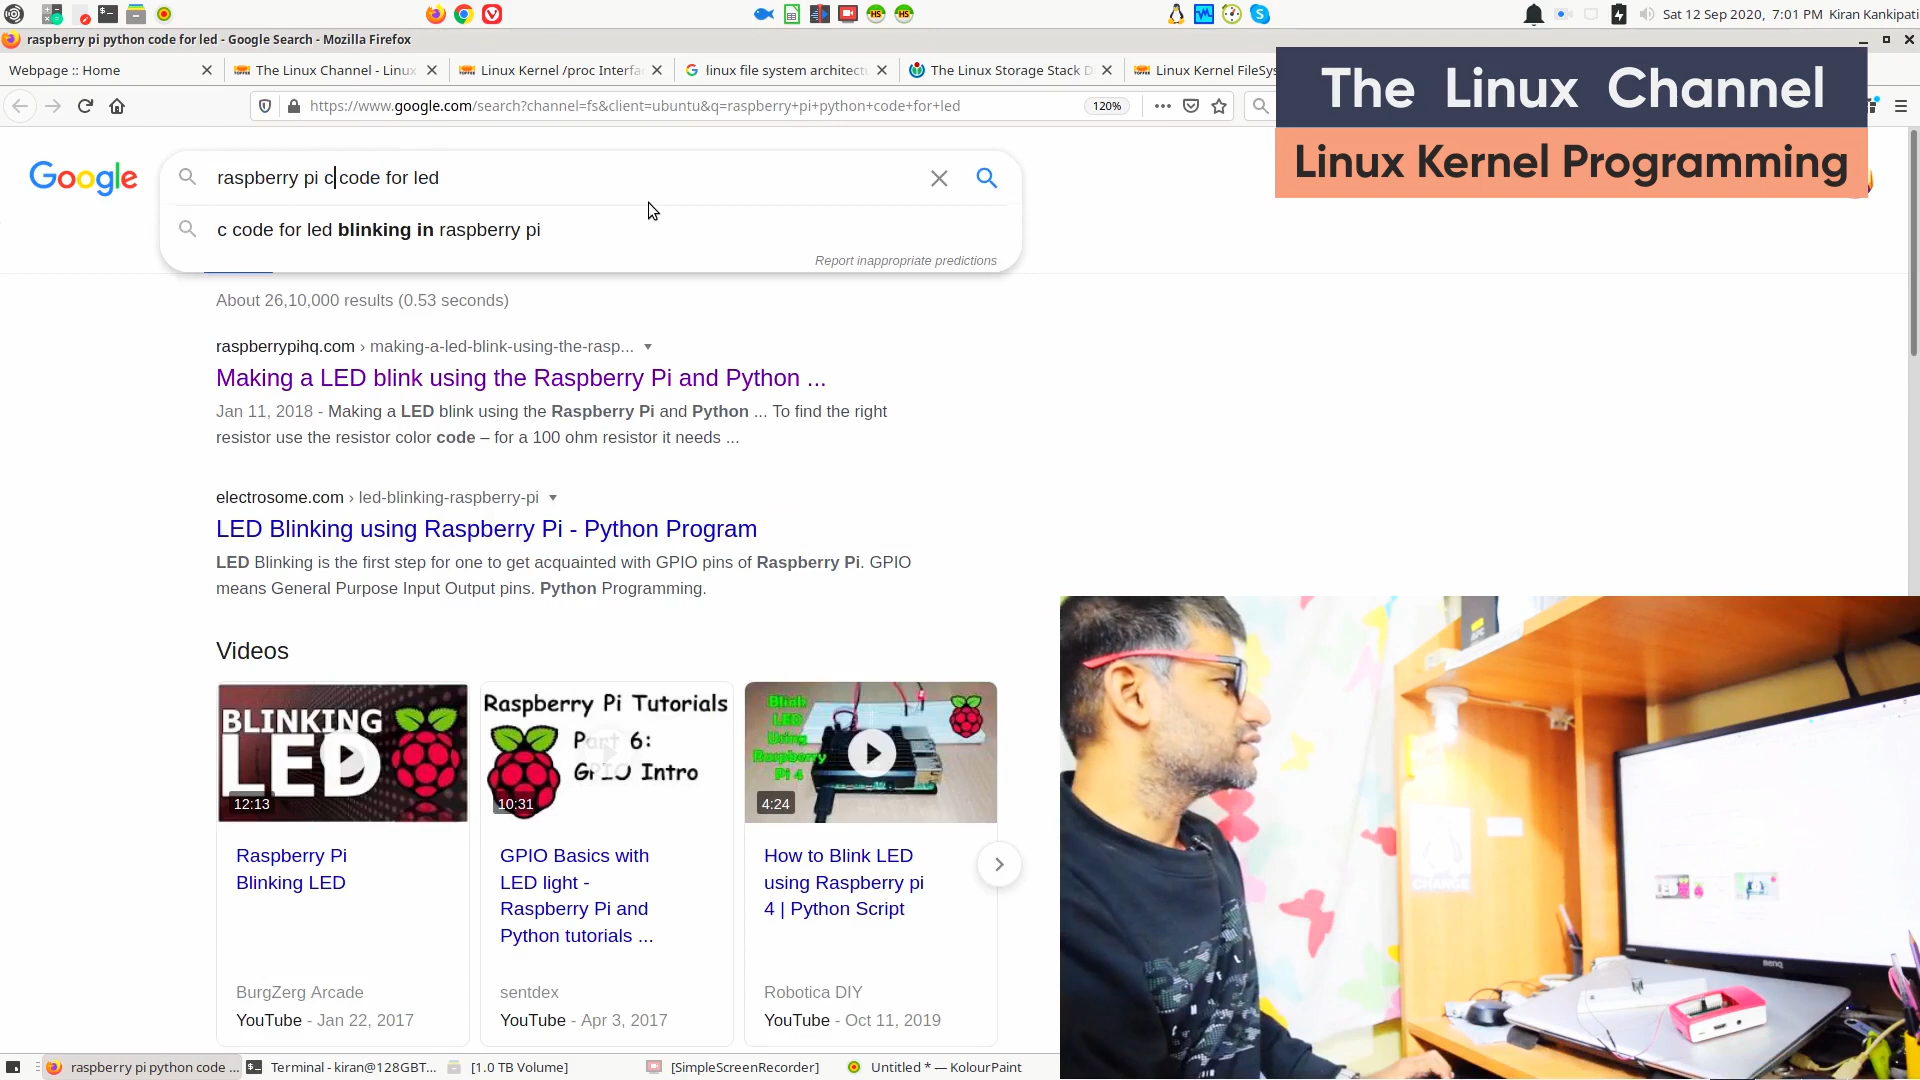 Sat 12 Sep 2020, 7:01 PM Kiran Kankipati
raspberry pi python code for led - Google Search - Mozilla Firefox
Webpage :: Home
The Linux Channel - Linux
Linux Kernel /proc Interfa
linux file system architect
The Linux Storage Stack D
Linux Kernel FileSys
https://www.google.com/search?channel=fs&client=ubuntu&q=raspberry+pi+python+code+for+led
120%
The Linux Channel
Linux Kernel Programming
Google
raspberry pi c code for led
c code for led blinking in raspberry pi
Report inappropriate predictions
About 26,10,000 results (0.53 seconds)
raspberrypihq.com › making-a-led-blink-using-the-rasp...
Making a LED blink using the Raspberry Pi and Python ...
Jan 11, 2018 - Making a LED blink using the Raspberry Pi and Python ... To find the right
resistor use the resistor color code – for a 100 ohm resistor it needs ...
electrosome.com › led-blinking-raspberry-pi
LED Blinking using Raspberry Pi - Python Program
LED Blinking is the first step for one to get acquainted with GPIO pins of Raspberry Pi. GPIO
means General Purpose Input Output pins. Python Programming.
Videos
BLINKING
LED
12:13
Raspberry Pi Tutorials
Part 6:
GPIO Intro
10:31
Blink
LED
Using
Raspberry
Pi 4
4:24
Raspberry Pi
Blinking LED
GPIO Basics with
LED light -
Raspberry Pi and
Python tutorials ...
How to Blink LED
using Raspberry pi
4 | Python Script
BurgZerg Arcade
YouTube - Jan 22, 2017
sentdex
YouTube - Apr 3, 2017
Robotica DIY
YouTube - Oct 11, 2019
CHANGE
BenQ
raspberry pi python code ...
Terminal - kiran@128GBT...
[1.0 TB Volume]
[SimpleScreenRecorder]
Untitled * — KolourPaint